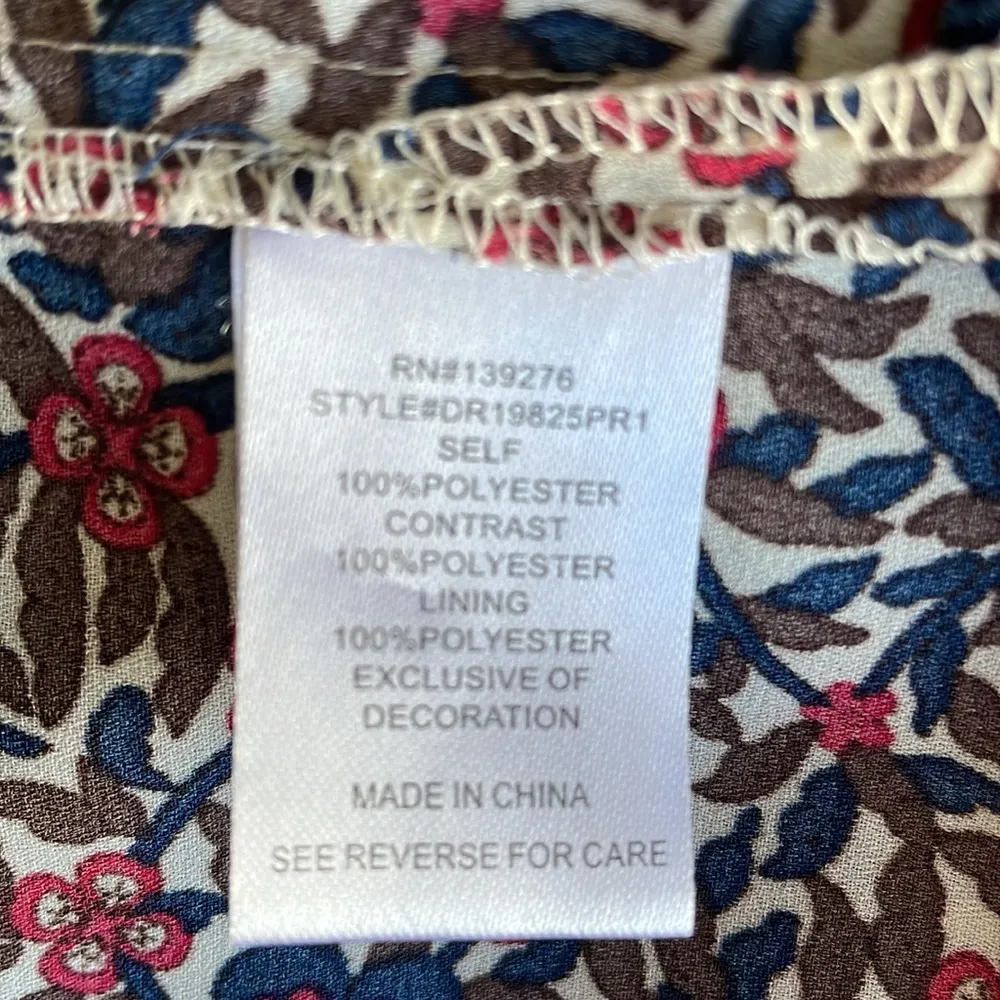 RN#139276
STYLE#DR19825PR1
SELF
100%POLYESTER
CONTRAST
100%POLYESTER
LINING
100%POLYESTER
EXCLUSIVE OF
DECORATION
MADE IN CHINA
SEE REVERSE FOR CARE